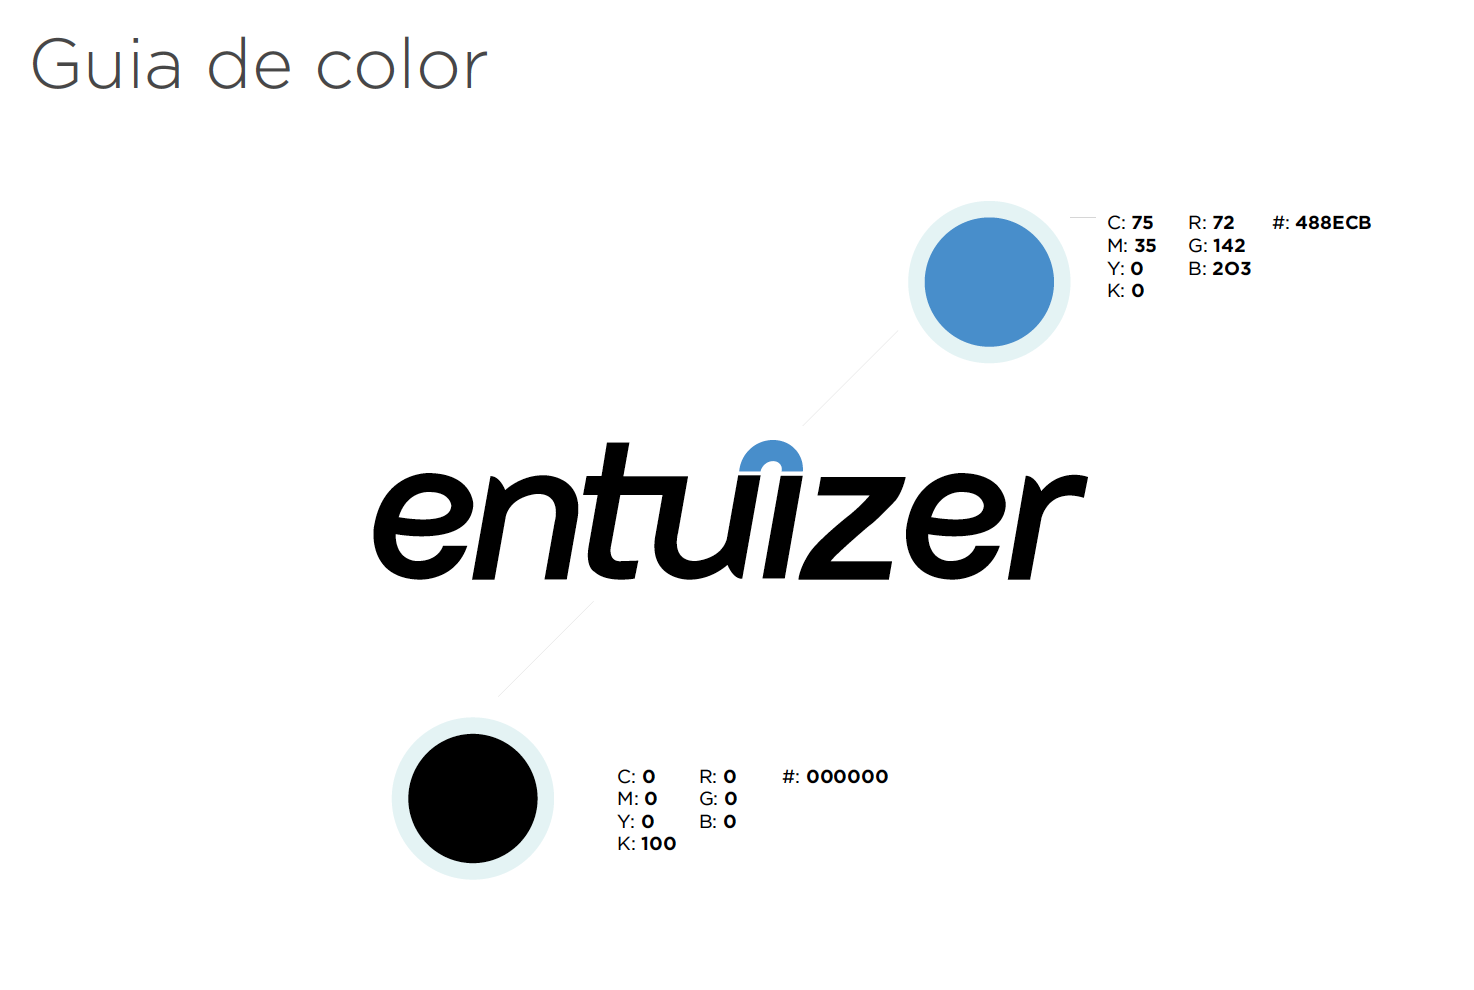 Guia de color
C: 75 R: 72 #: 488ECB
M: 35 G: 142
Y: 0 B: 203
K: 0
entuizer
C: 0 R: 0 #: 000000
M: 0 G: 0
Y: 0 B: 0
K: 100